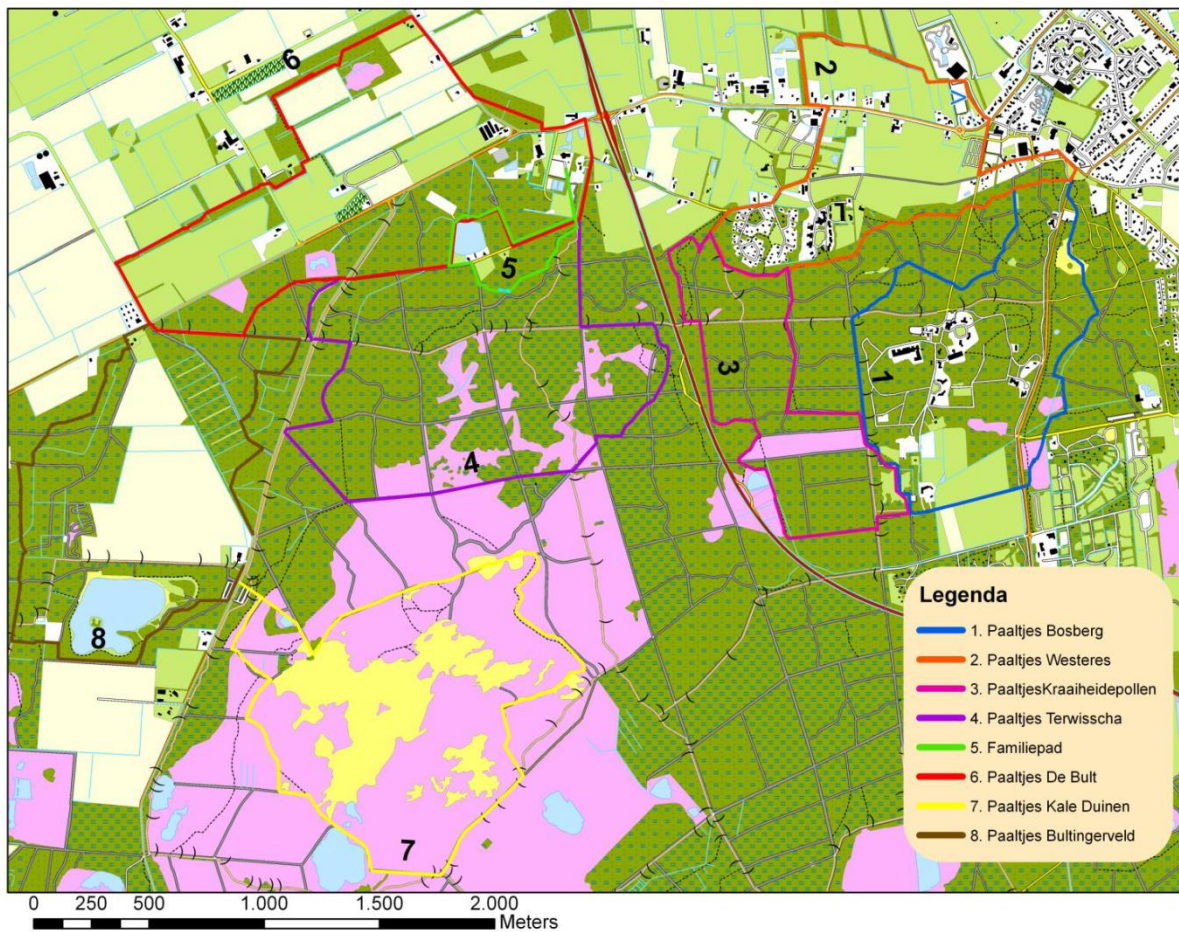 6
2
5
3
1
4
8
7
Legenda
1. Paaltjes Bosberg
2. Paaltjes Westeres
3. PaaltjesKraaiheidepollen
4. Paaltjes Terwisscha
5. Familiepad
6. Paaltjes De Bult
7. Paaltjes Kale Duinen
8. Paaltjes Bultingerveld
0 250 500 1.000 1.500 2.000
Meters